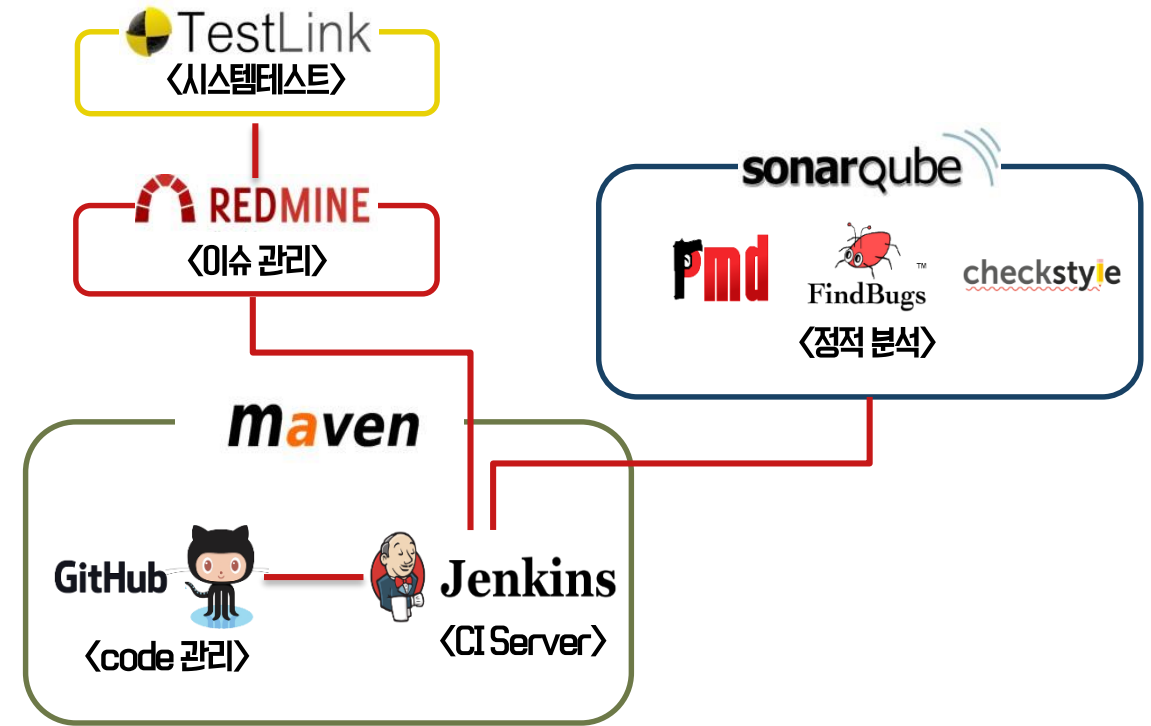 TestLink
<시스템테스트>
REDMINE
<이슈 관리>
sonarqube
Pmd
FindBugs
TM
checkstyle
<정적 분석>
maven
GitHub
<code 관리>
Jenkins
<CI Server>